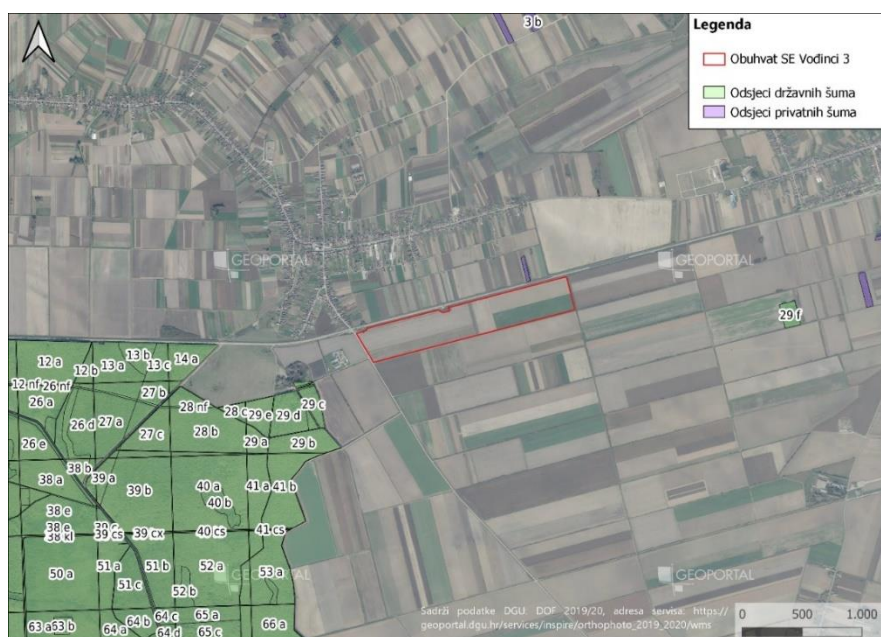 3 b
Legenda
Obuhvat SE Vođinci 3
Odsjeci državnih šuma
Odsjeci privatnih šuma
GEOPORTAL
GEOPORTAL
29 f
12 a
12 b
13 a
13 b
13 c
14 a
12 nf
26 nf
26 a
27 b
28 nf
28 c
29 e
29 d
29 c
26 d
27 a
27 c
28 b
29 a
29 b
26 e
38 b
38 a
39 a
39 b
40 a
40 b
41 a
41 b
38 e
38 e
38 kl
39 cs
39 cx
40 cs
41 cs
50 a
51 a
51 b
51 c
52 a
52 b
53 a
GEOPORTAL
GEOPORTAL
63 a
63 b
64 a
64 b
64 c
64 d
65 a
65 c
66 a
Sadrži podatke DGU: DOF 2019/20, adresa servisa: https://
geoportal.dgu.hr/services/inspire/orthophoto_2019_2020/wms
0 500 1.000